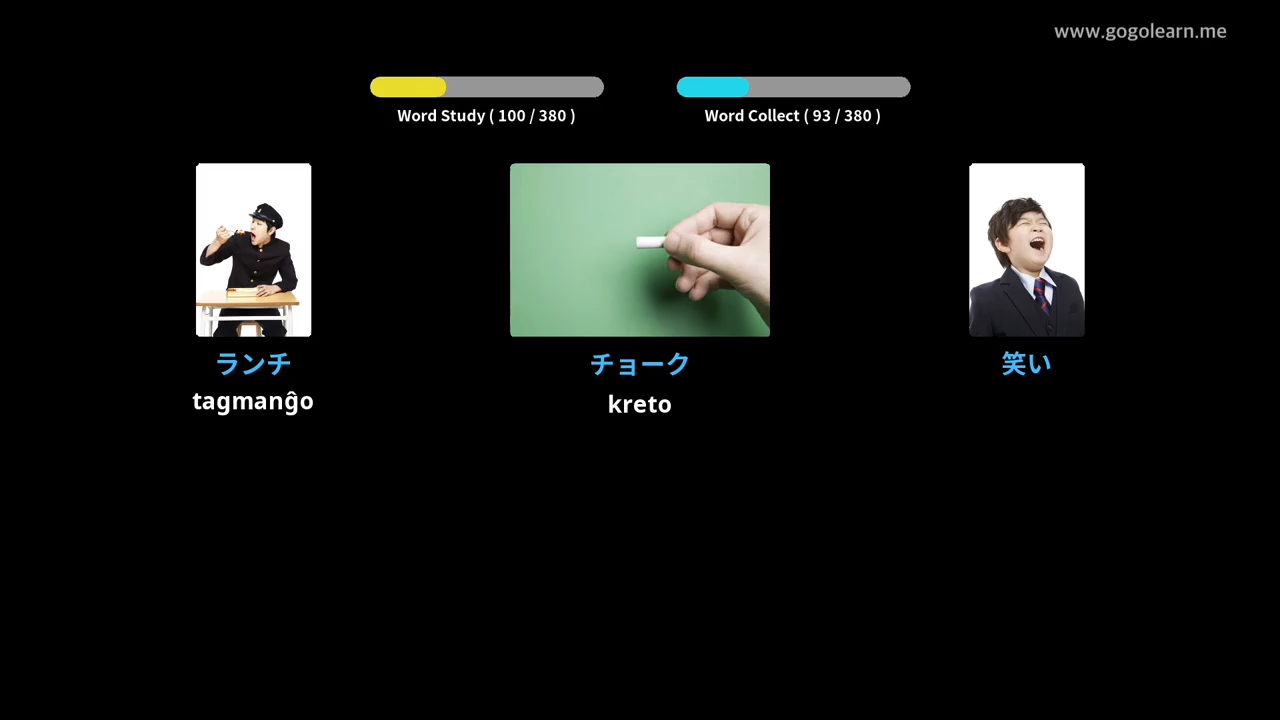 www.gogolearn.me
Word Study ( 100 / 380 )
Word Collect ( 93 / 380 )
ランチ
tagmanĝo
チョーク
kreto
笑い